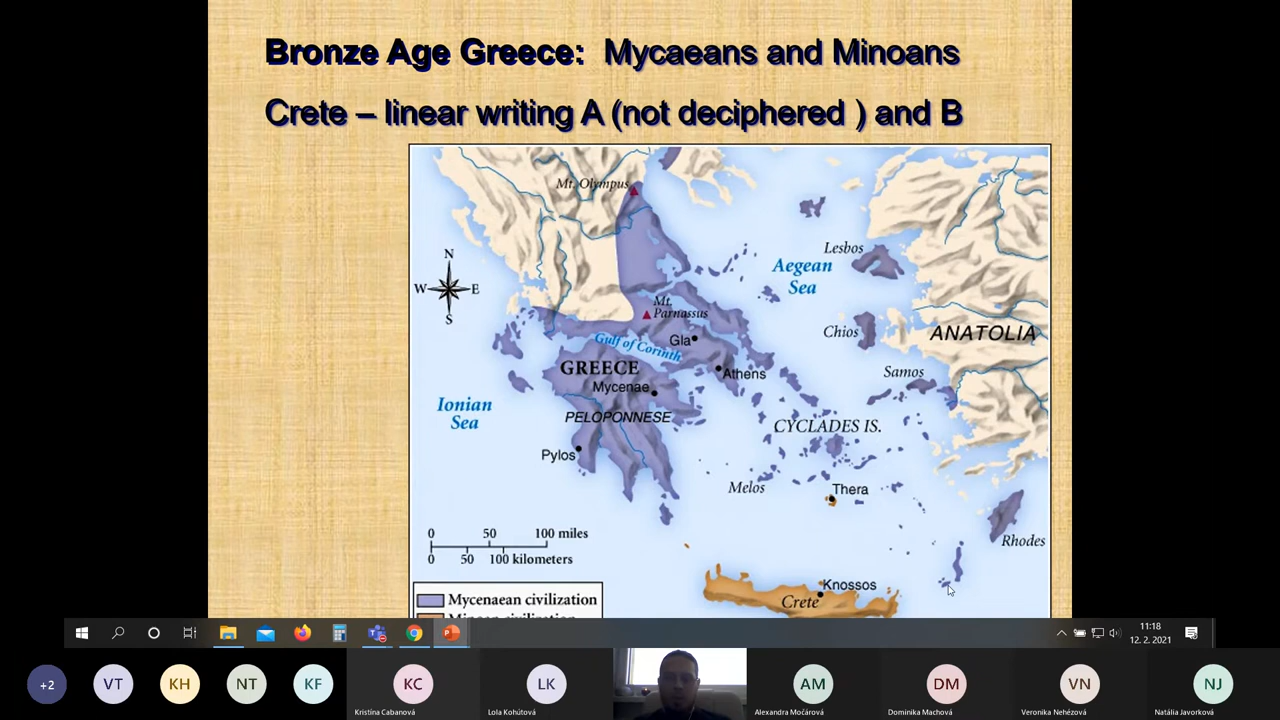 Bronze Age Greece: Mycaeans and Minoans
Crete – linear writing A (not deciphered ) and B
Mt. Olympus
Lesbos
Aegean
Sea
N
W E
S
Mt.
Parnassus
Chios
ANATOLIA
Gla
Gulf of Corinth
GREECE
Athens
Samos
Mycenae
Ionian
Sea
PELOPONNESE
CYCLADES IS.
Pylos
Melos
Thera
0 50 100 miles
0 50 100 kilometers
Rhodes
Knossos
Crete
Mycenaean civilization
Minoan civilization
11:18
12. 2. 2021
+2
VT
KH
NT
KF
KC
LK
AM
DM
VN
NJ
Kristína Cabanová
Lola Kohútová
Alexandra Močárová
Dominika Machová
Veronika Nehézová
Natália Javorková